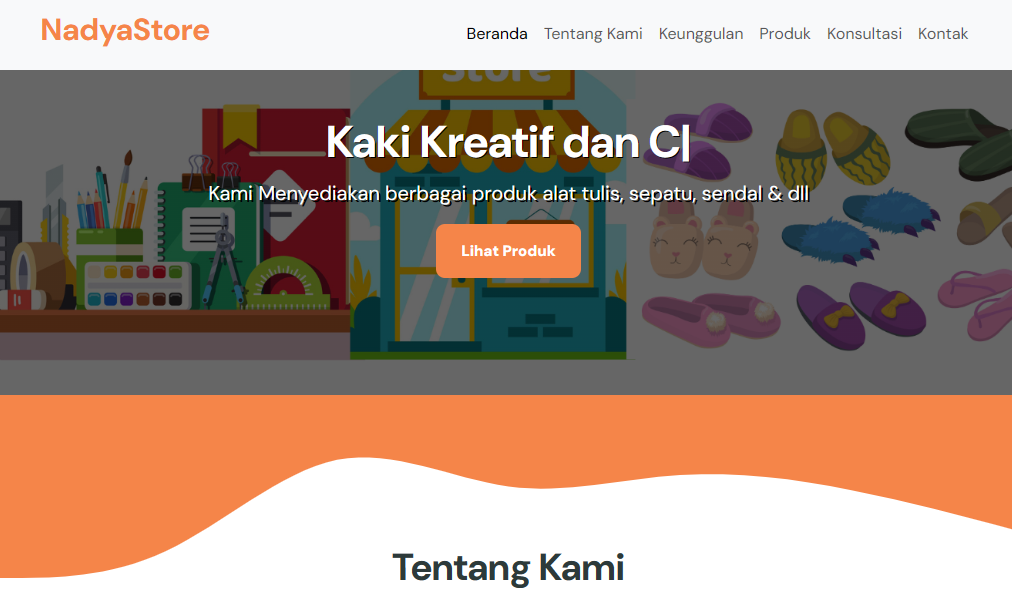 NadyaStore
Beranda Tentang Kami Keunggulan Produk Konsultasi Kontak
Store
Kaki Kreatif dan C|
Kami Menyediakan berbagai produk alat tulis, sepatu, sendal & dll
Lihat Produk
Tentang Kami